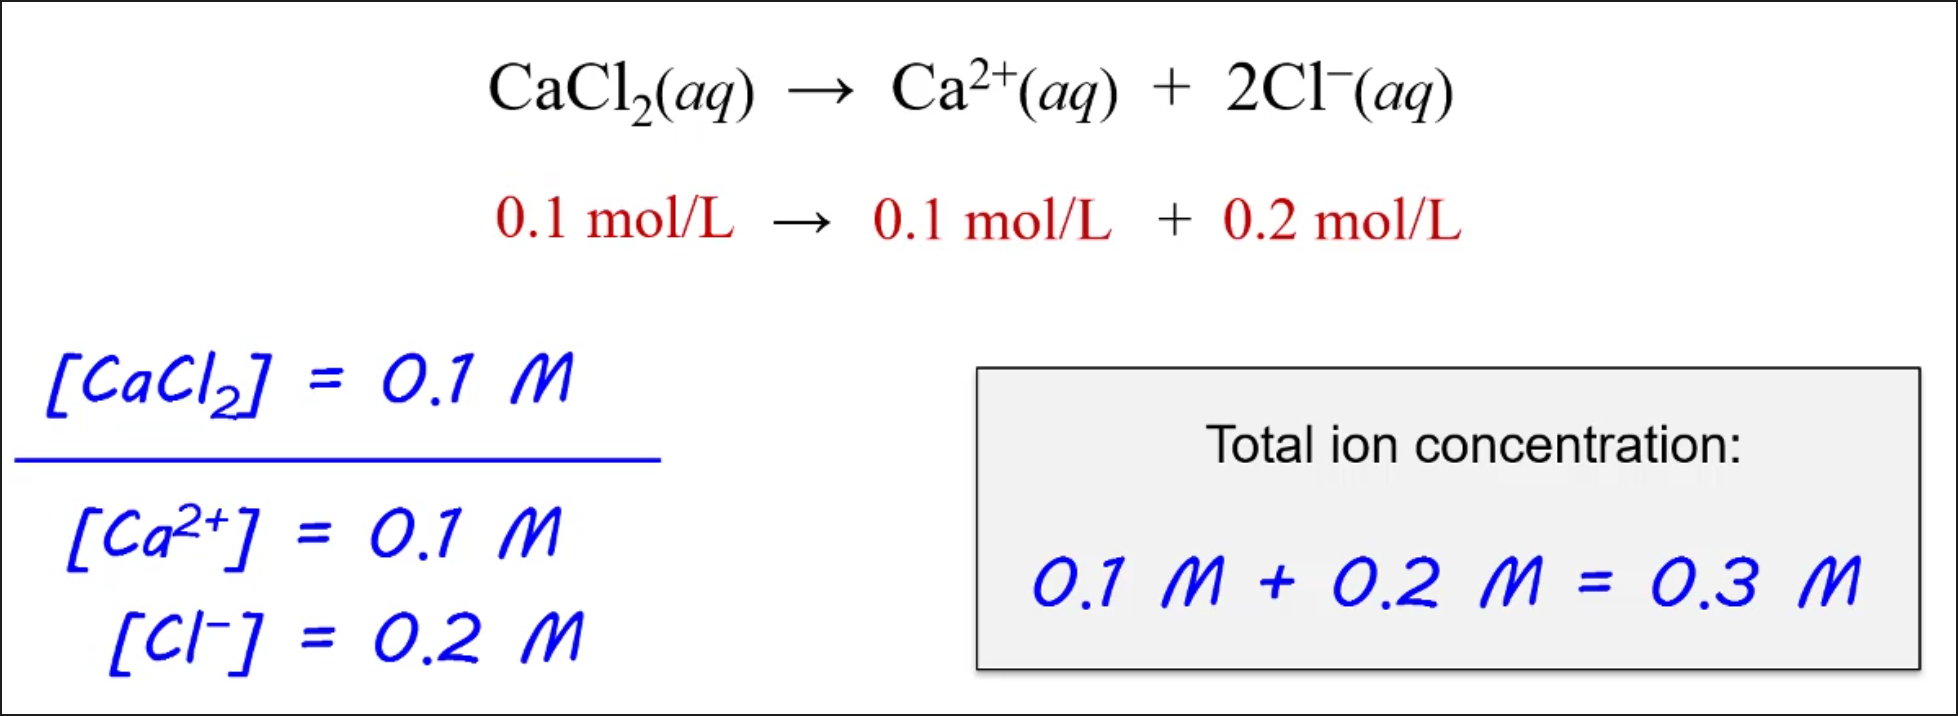 CaCl₂(aq) → Ca²⁺(aq) + 2Cl⁻(aq)
0.1 mol/L → 0.1 mol/L + 0.2 mol/L
[CaCl₂] = 0.1 M
[Ca²⁺] = 0.1 M
[Cl⁻] = 0.2 M
Total ion concentration:
0.1 M + 0.2 M = 0.3 M